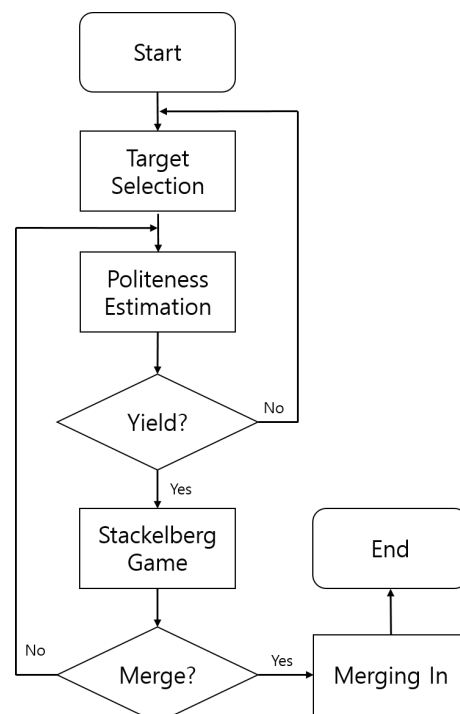 Start
Target
Selection
Politeness
Estimation
Yield?
No
Yes
Stackelberg
Game
End
No
Merge?
Yes
Merging In